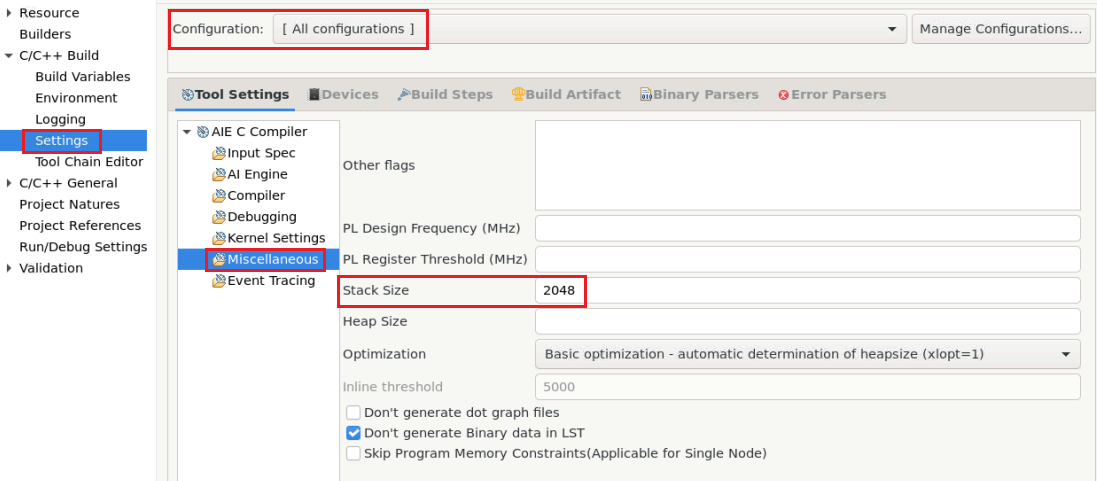 Resource
Builders
C/C++ Build
Build Variables
Environment
Logging
Settings
Tool Chain Editor
C/C++ General
Project Natures
Project References
Run/Debug Settings
Validation
Configuration: [ All configurations ] Manage Configurations...
Tool Settings Devices Build Steps Build Artifact Binary Parsers Error Parsers
AIE C Compiler
Input Spec
AI Engine
Compiler
Debugging
Kernel Settings
Miscellaneous
Event Tracing
Other flags
PL Design Frequency (MHz)
PL Register Threshold (MHz)
Stack Size 2048
Heap Size
Optimization Basic optimization - automatic determination of heapsize (xlopt=1)
Inline threshold 5000
Don't generate dot graph files
Don't generate Binary data in LST
Skip Program Memory Constraints(Applicable for Single Node)